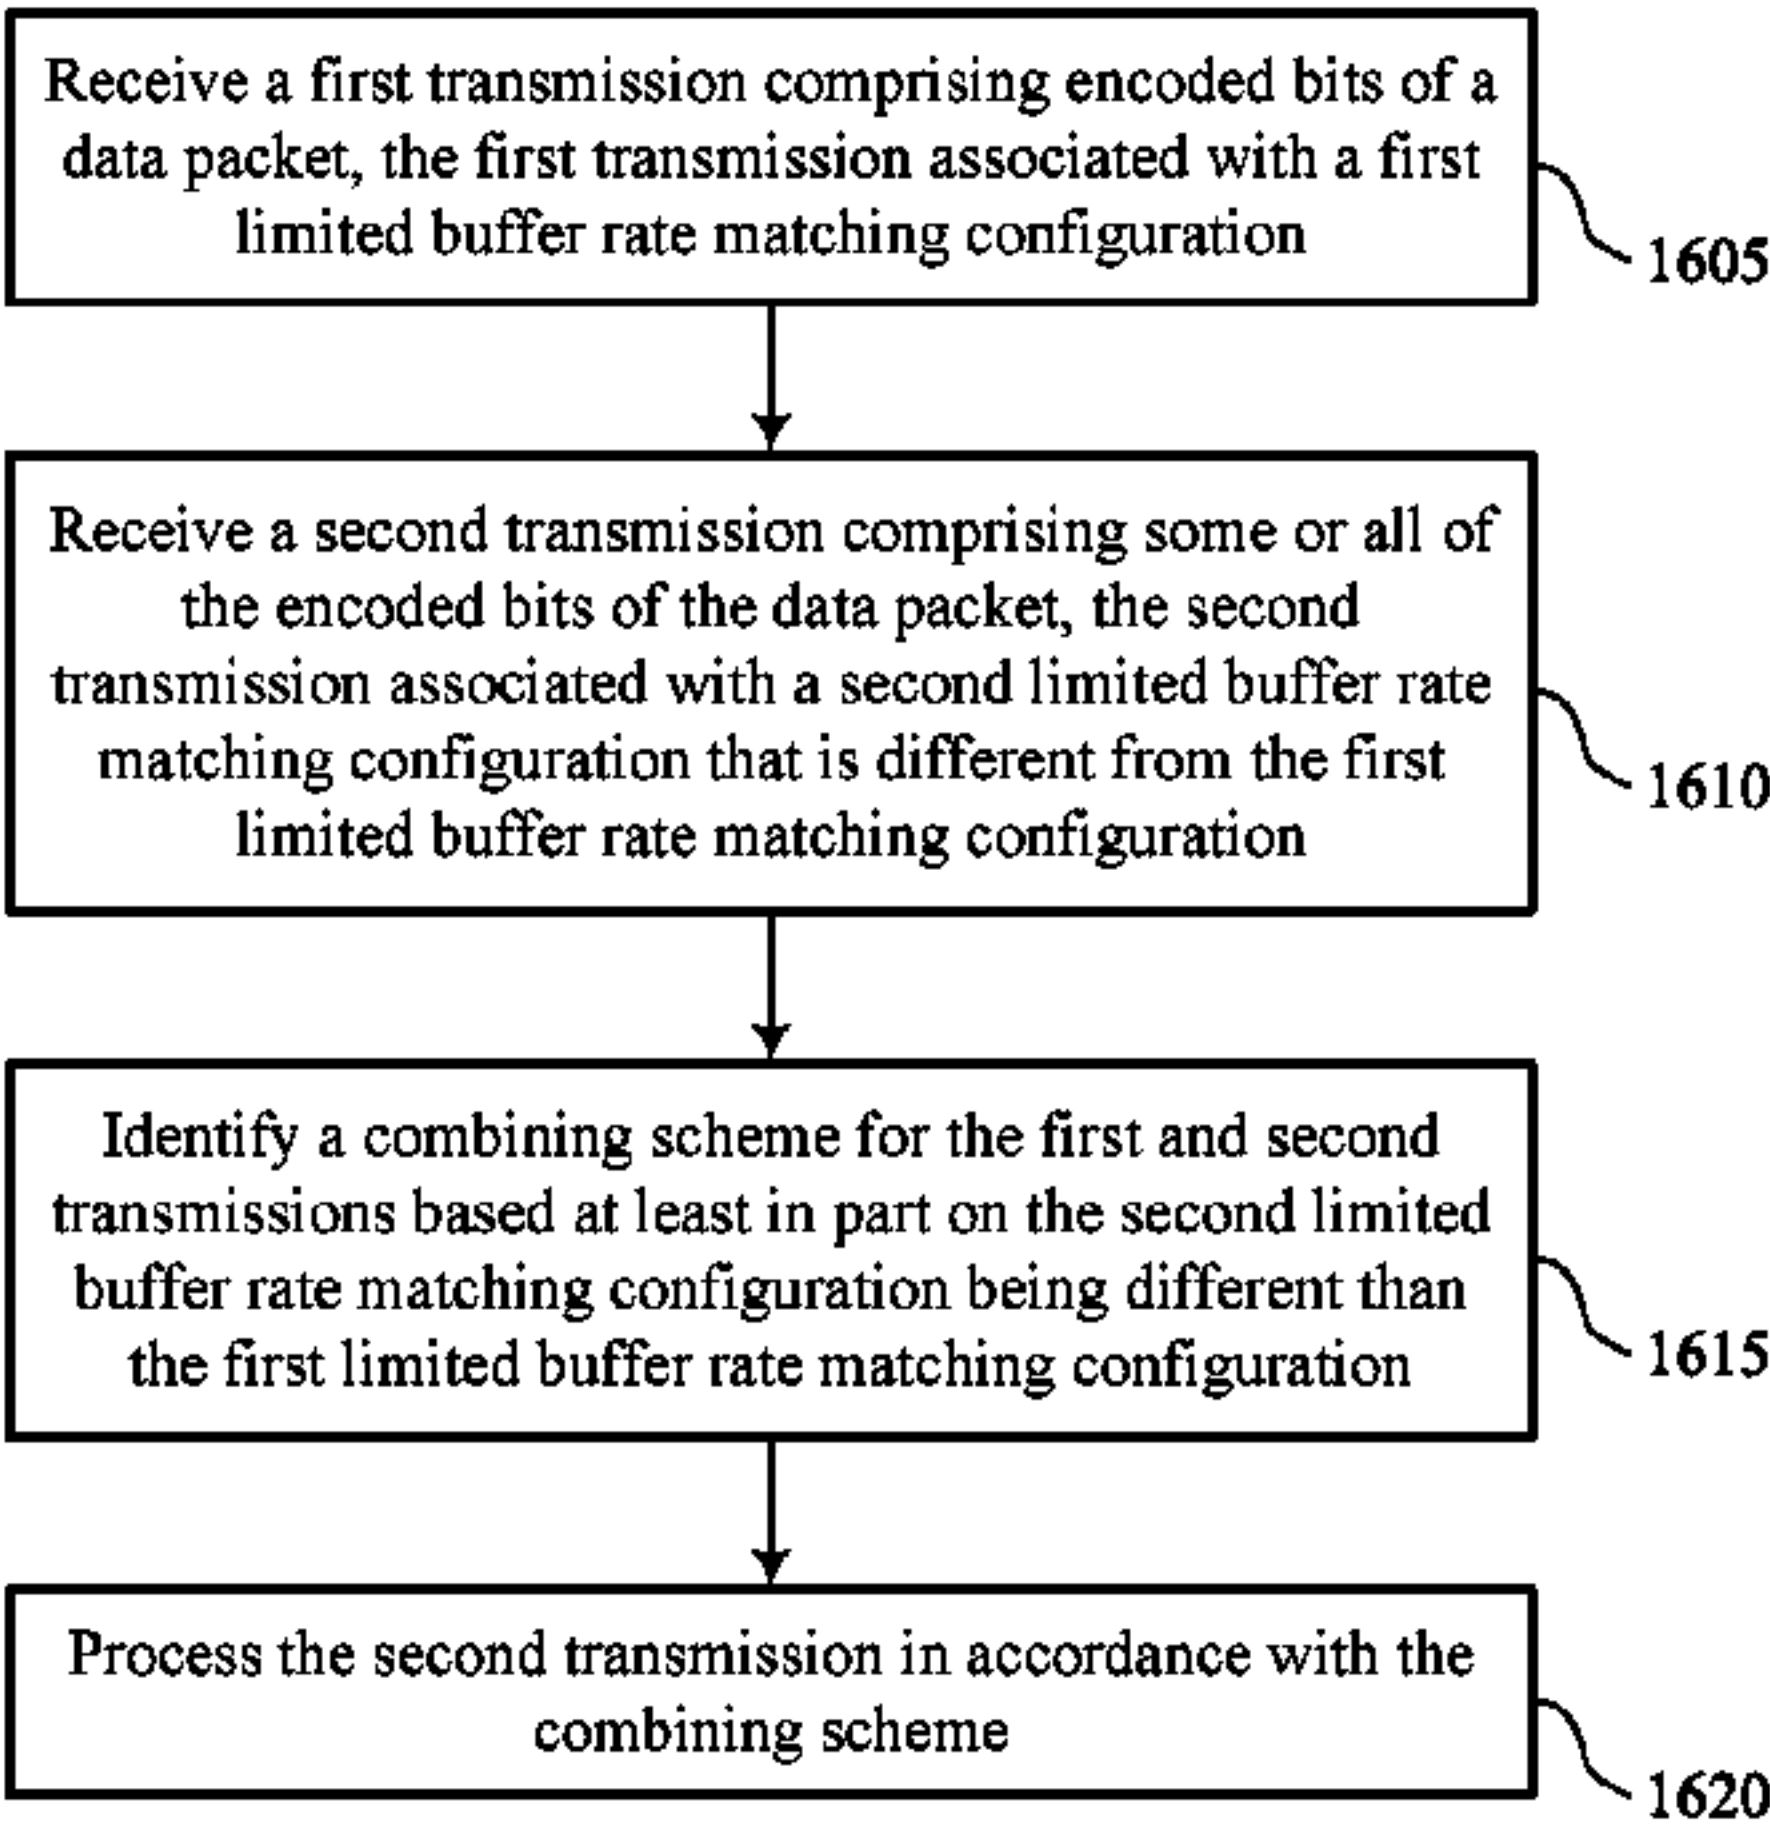 Receive a first transmission comprising encoded bits of a
data packet, the first transmission associated with a first
limited buffer rate matching configuration
1605
Receive a second transmission comprising some or all of
the encoded bits of the data packet, the second
transmission associated with a second limited buffer rate
matching configuration that is different from the first
limited buffer rate matching configuration
1610
Identify a combining scheme for the first and second
transmissions based at least in part on the second limited
buffer rate matching configuration being different than
the first limited buffer rate matching configuration
1615
Process the second transmission in accordance with the
combining scheme
1620